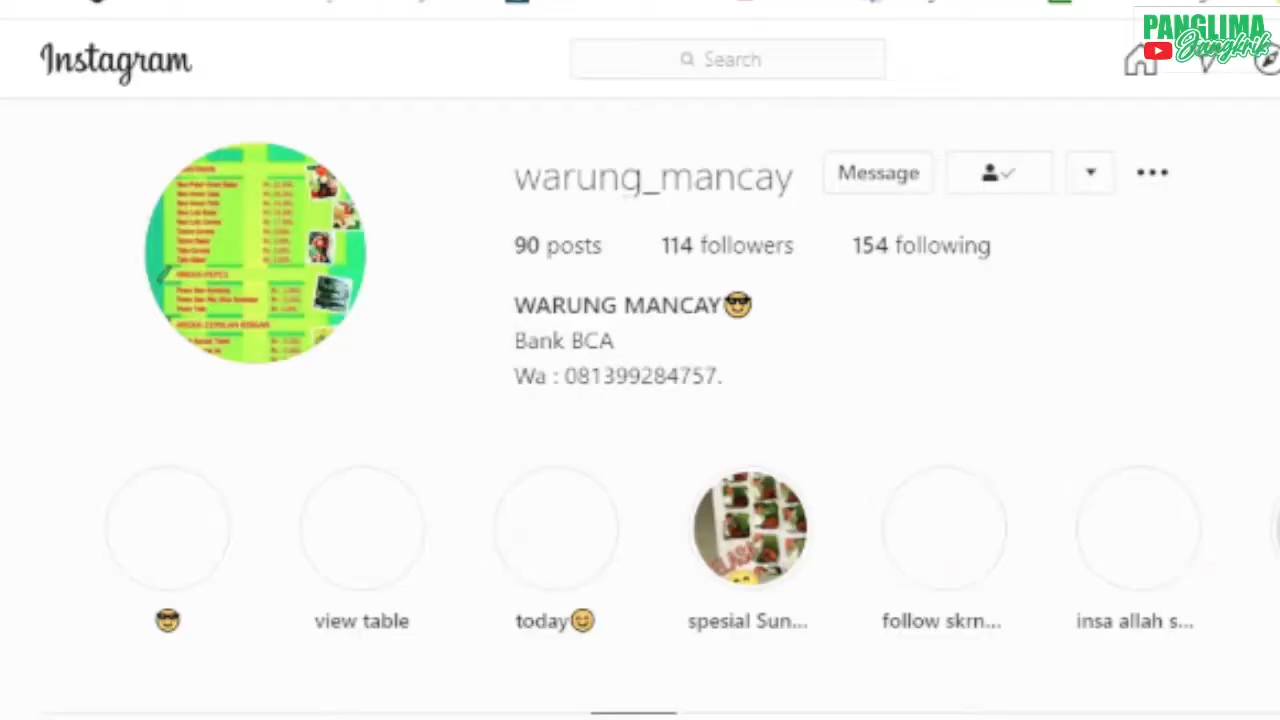 PANGLIMA
Jangkrik
Instagram
Search
warung_mancay
Message
90 posts
114 followers
154 following
WARUNG MANCAY😎
Bank BCA
Wa : 081399284757.
😎
view table
today😊
spesial Sun...
follow skrn...
insa allah s...